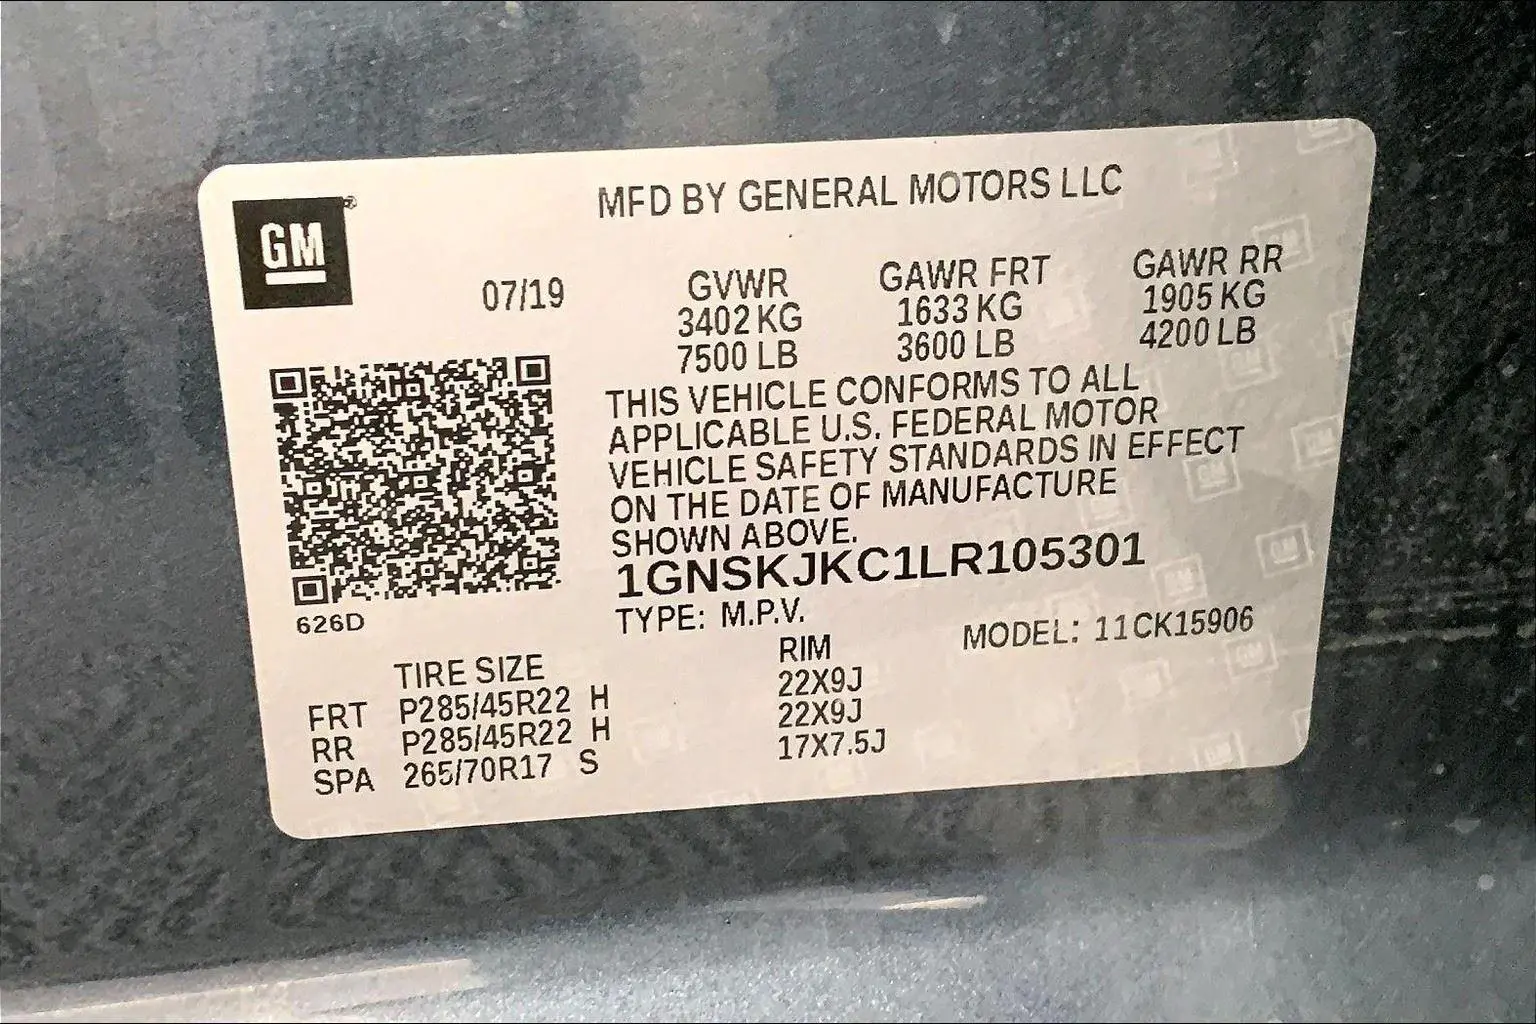 GM
MFD BY GENERAL MOTORS LLC
07/19
GVWR GAWR FRT GAWR RR
3402 KG 1633 KG 1905 KG
7500 LB 3600 LB 4200 LB
THIS VEHICLE CONFORMS TO ALL
APPLICABLE U.S. FEDERAL MOTOR
VEHICLE SAFETY STANDARDS IN EFFECT
ON THE DATE OF MANUFACTURE
SHOWN ABOVE.
1GNSKJKC1LR105301
626D
TYPE: M.P.V.
MODEL: 11CK15906
TIRE SIZE RIM
FRT P285/45R22 H 22X9J
RR P285/45R22 H 22X9J
SPA 265/70R17 S 17X7.5J